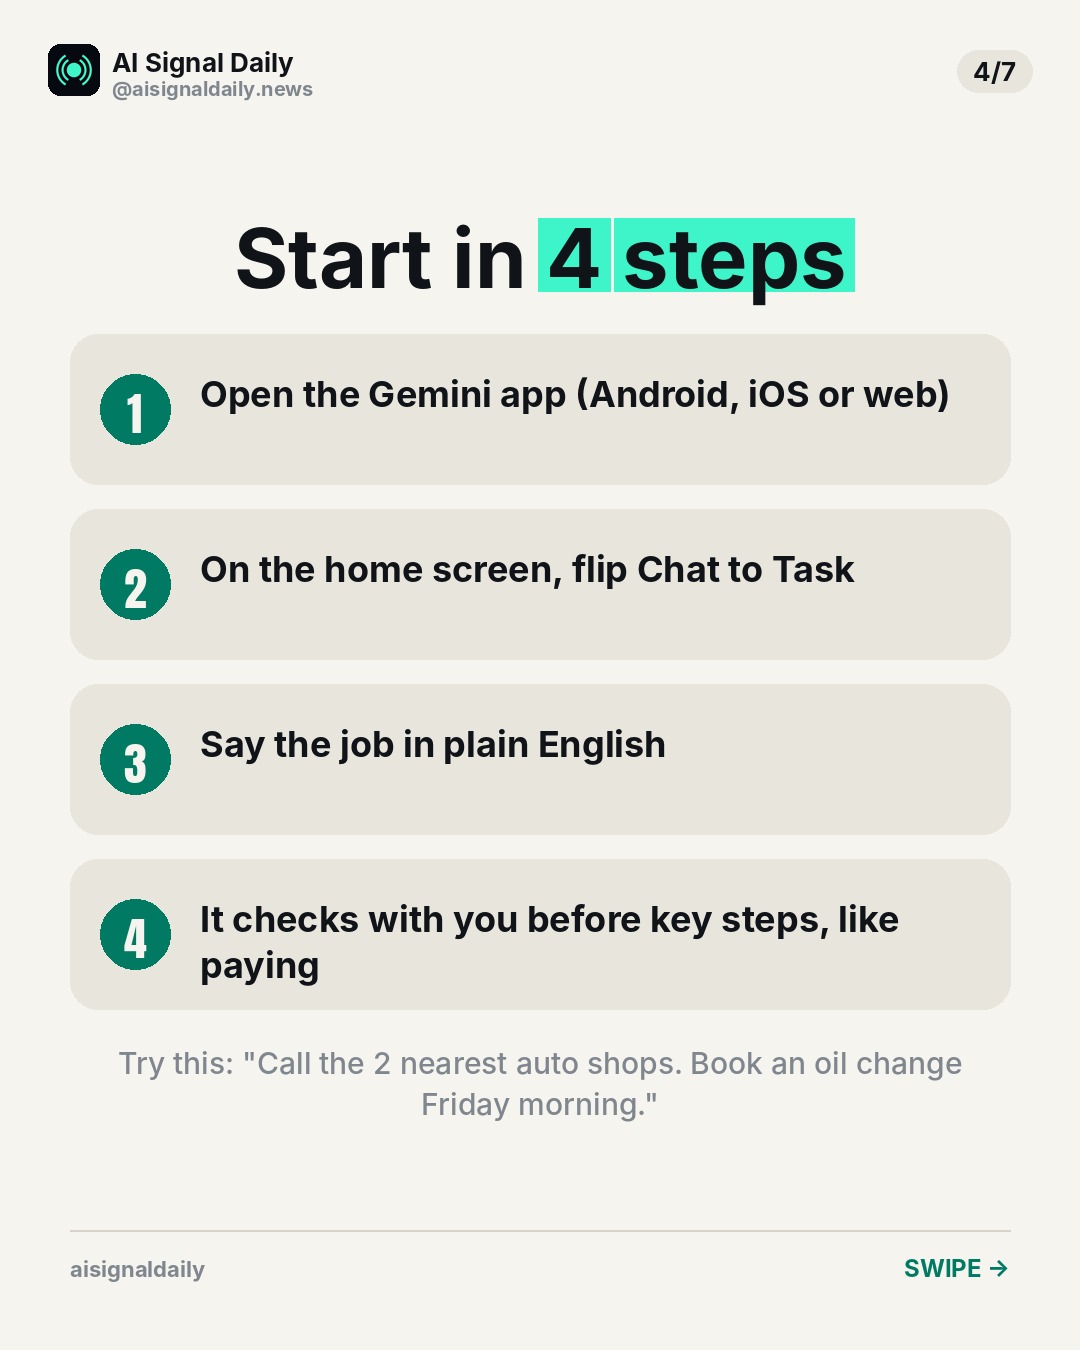 AI Signal Daily
@aisignaldaily.news
4/7
Start in 4 steps
1
Open the Gemini app (Android, iOS or web)
2
On the home screen, flip Chat to Task
3
Say the job in plain English
4
It checks with you before key steps, like
paying
Try this: "Call the 2 nearest auto shops. Book an oil change
Friday morning."
aisignaldaily
SWIPE →